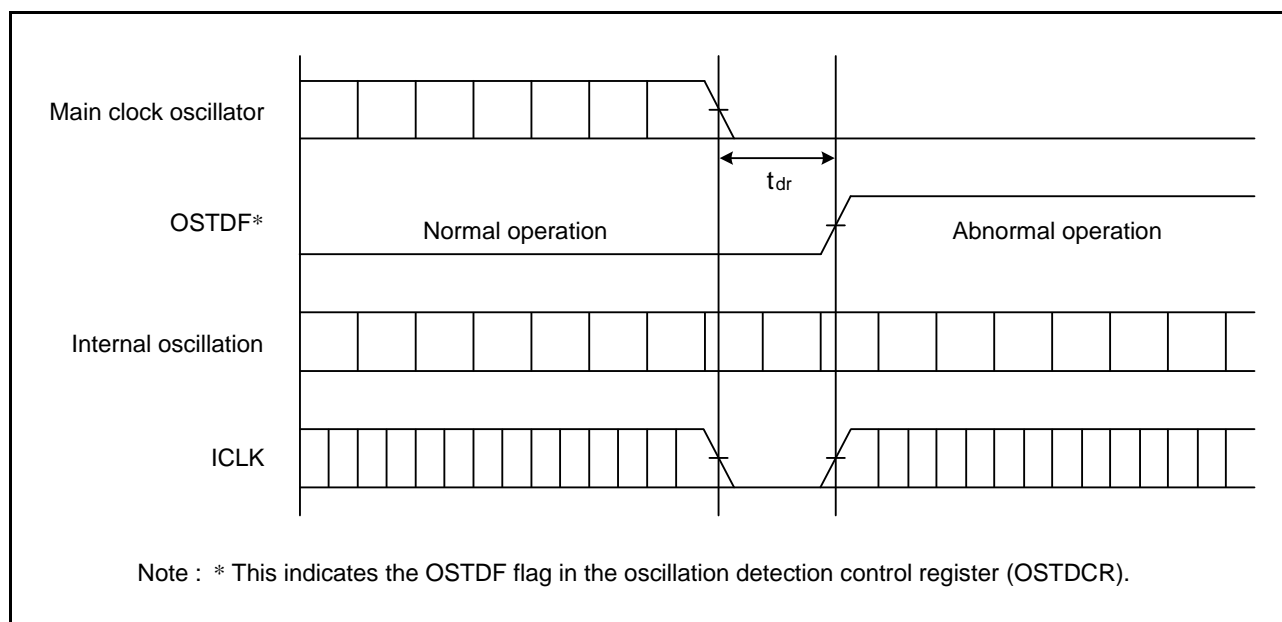 Main clock oscillator
tdr
OSTDF*
Normal operation
Abnormal operation
Internal oscillation
ICLK
Note : * This indicates the OSTDF flag in the oscillation detection control register (OSTDCR).